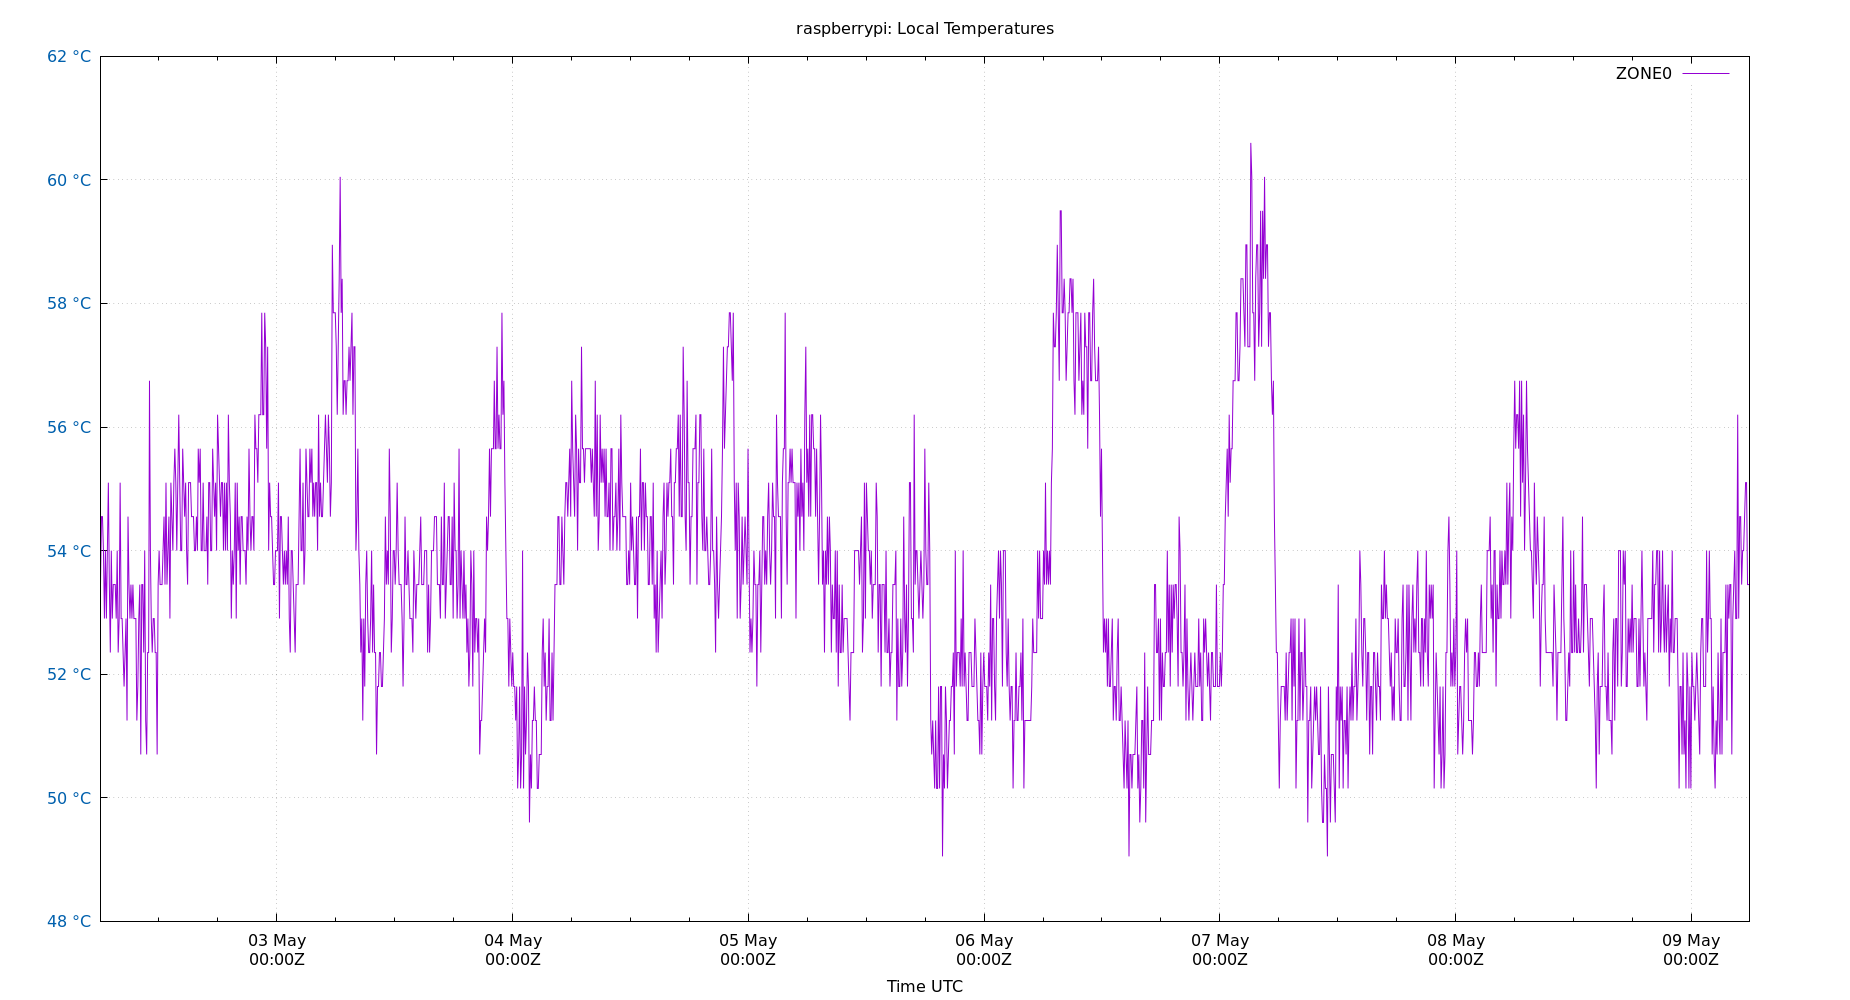 raspberrypi: Local Temperatures
62 °C
ZONE0
60 °C
58 °C
56 °C
54 °C
52 °C
50 °C
48 °C
03 May 04 May 05 May 06 May 07 May 08 May 09 May
00:00Z 00:00Z 00:00Z 00:00Z 00:00Z 00:00Z 00:00Z
Time UTC